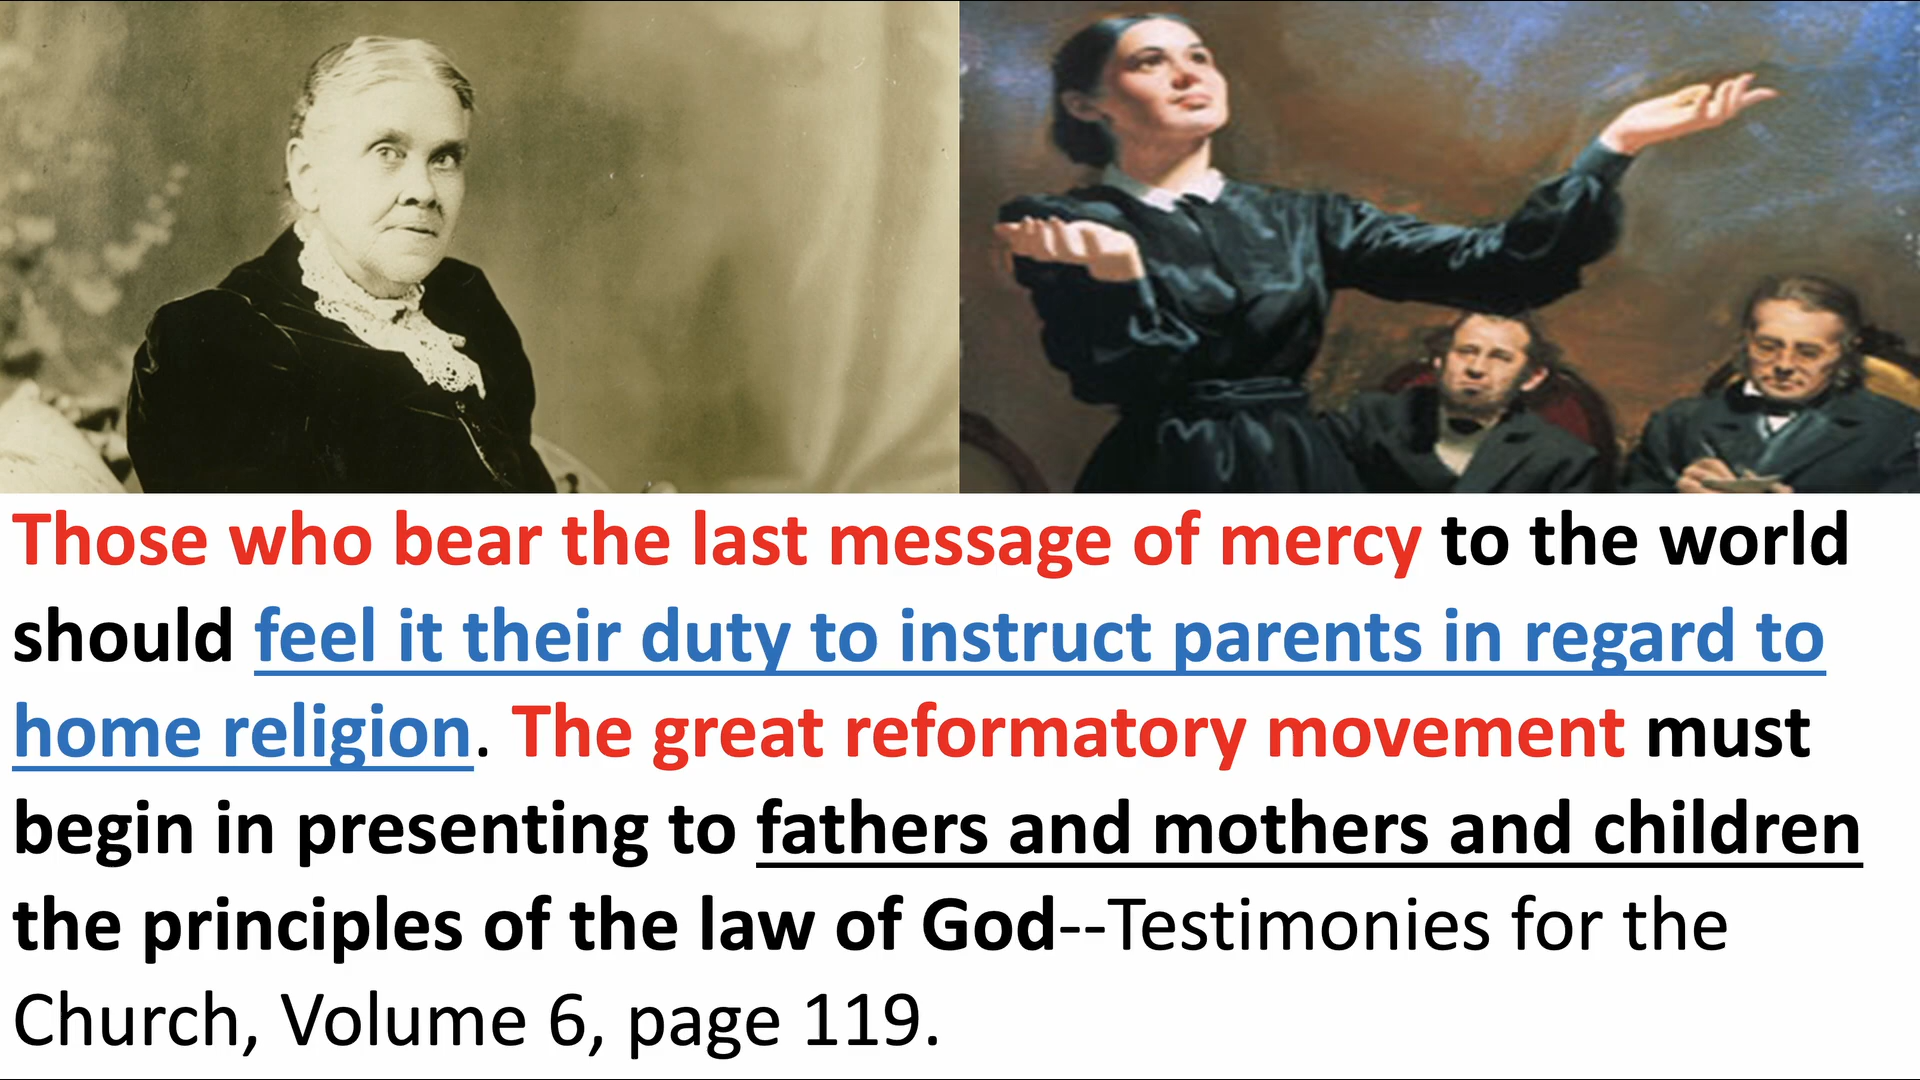 Those who bear the last message of mercy to the world
should feel it their duty to instruct parents in regard to
home religion. The great reformatory movement must
begin in presenting to fathers and mothers and children
the principles of the law of God--Testimonies for the
Church, Volume 6, page 119.